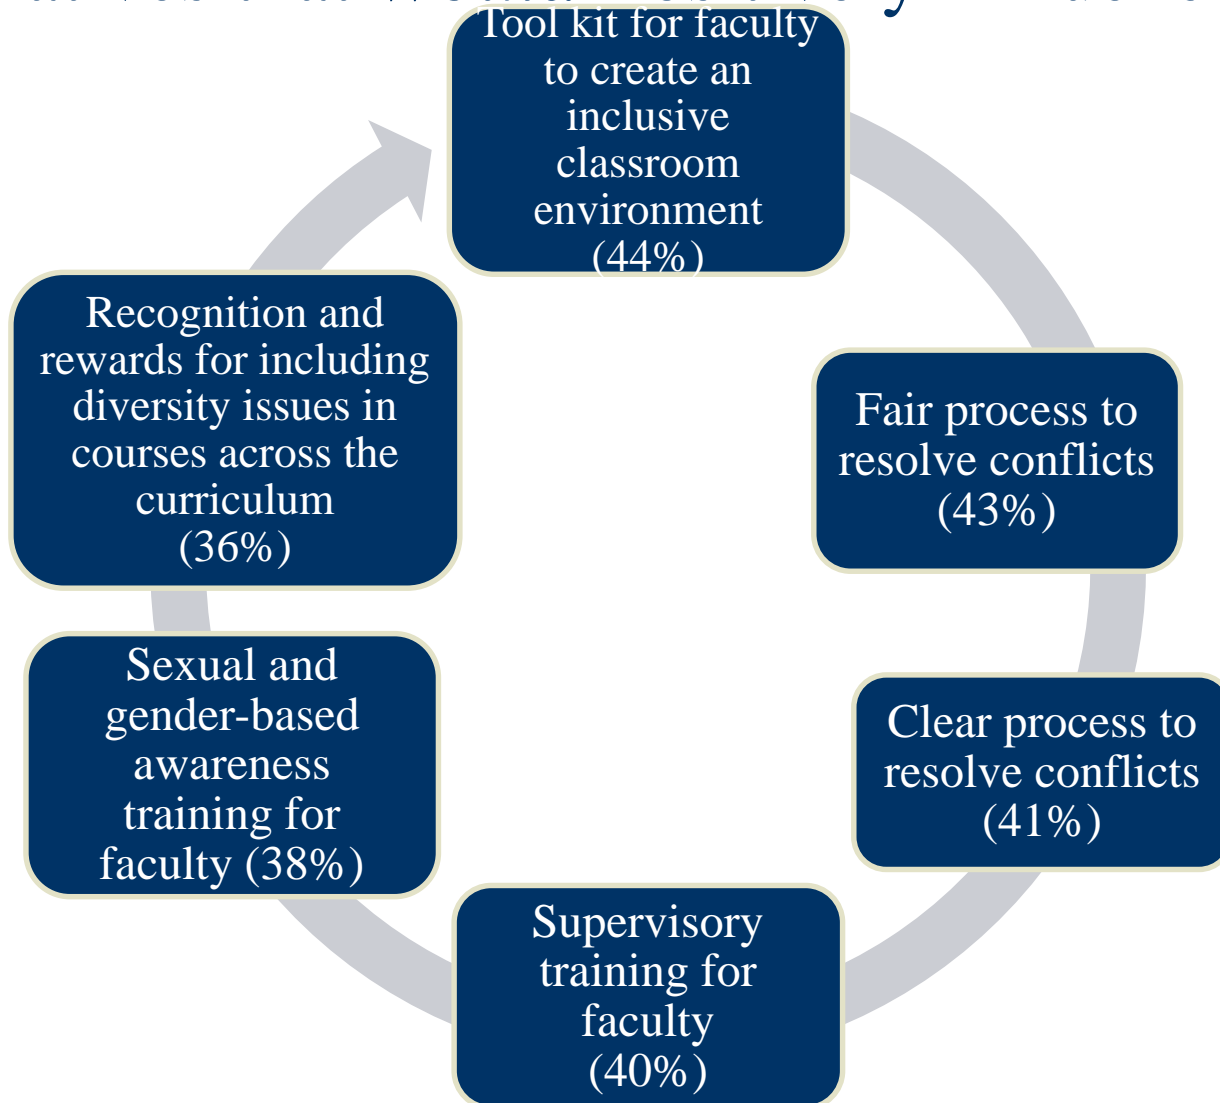 Tool kit for faculty
to create an
inclusive
classroom
environment
(44%)
Fair process to
resolve conflicts
(43%)
Clear process to
resolve conflicts
(41%)
Supervisory
training for
faculty
(40%)
Sexual and
gender-based
awareness
training for
faculty (38%)
Recognition and
rewards for including
diversity issues in
courses across the
curriculum
(36%)